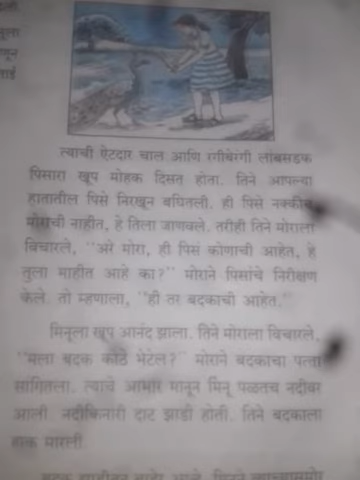 त्याची ऐटदार चाल आणि रंगीबेरंगी लांबसडक
पिसारा खूप मोहक दिसत होता. तिने आपल्या
हातातील पिसे निरखून बघितली. ही पिसे नक्कीच
मोराची नाहीत, हे तिला जाणवले. तरीही तिने मोराला
विचारले, "अरे मोरा, ही पिसं कोणाची आहेत, हे
तुला माहीत आहे का?" मोराने पिसांचे निरीक्षण
केले. तो म्हणाला, "ही तर बदकाची आहेत."
मिनूला खूप आनंद झाला. तिने मोराला विचारले,
"मला बदक कोठे भेटेल?" मोराने बदकाचा पत्ता
सांगितला. त्याचे आभार मानून मिनू पळतच नदीवर
आली. नदीकिनारी दाट झाडी होती. तिने बदकाला
हाक मारली